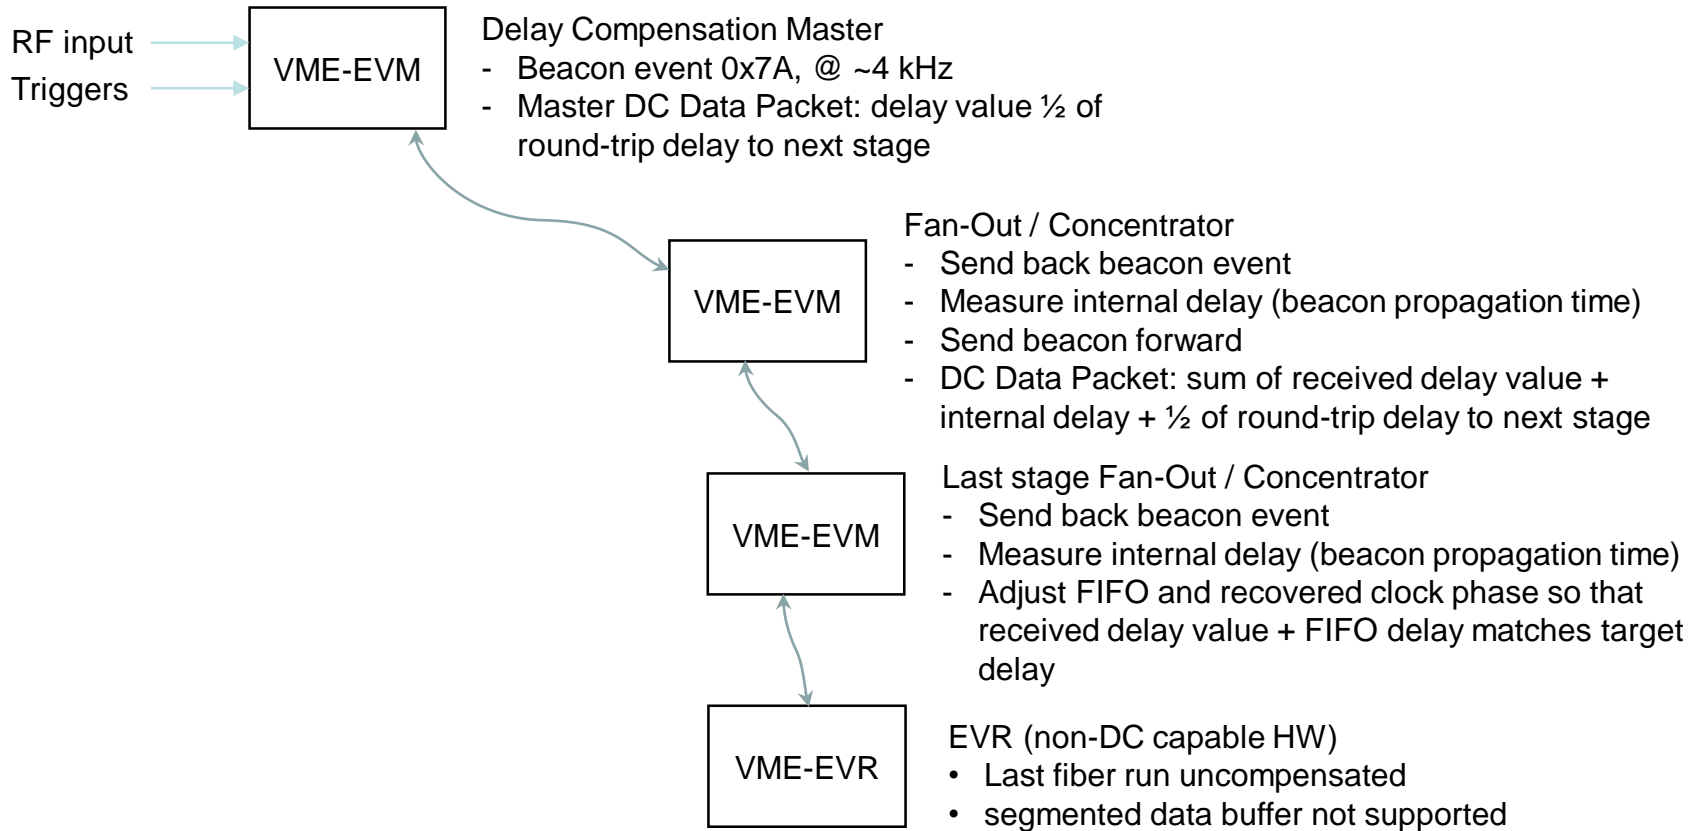 RF input
Triggers
VME-EVM
Delay Compensation Master
- Beacon event 0x7A, @ ~4 kHz
- Master DC Data Packet: delay value ½ of
round-trip delay to next stage
VME-EVM
Fan-Out / Concentrator
- Send back beacon event
- Measure internal delay (beacon propagation time)
- Send beacon forward
- DC Data Packet: sum of received delay value +
internal delay + ½ of round-trip delay to next stage
VME-EVM
Last stage Fan-Out / Concentrator
- Send back beacon event
- Measure internal delay (beacon propagation time)
- Adjust FIFO and recovered clock phase so that
received delay value + FIFO delay matches target
delay
VME-EVR
EVR (non-DC capable HW)
• Last fiber run uncompensated
• segmented data buffer not supported